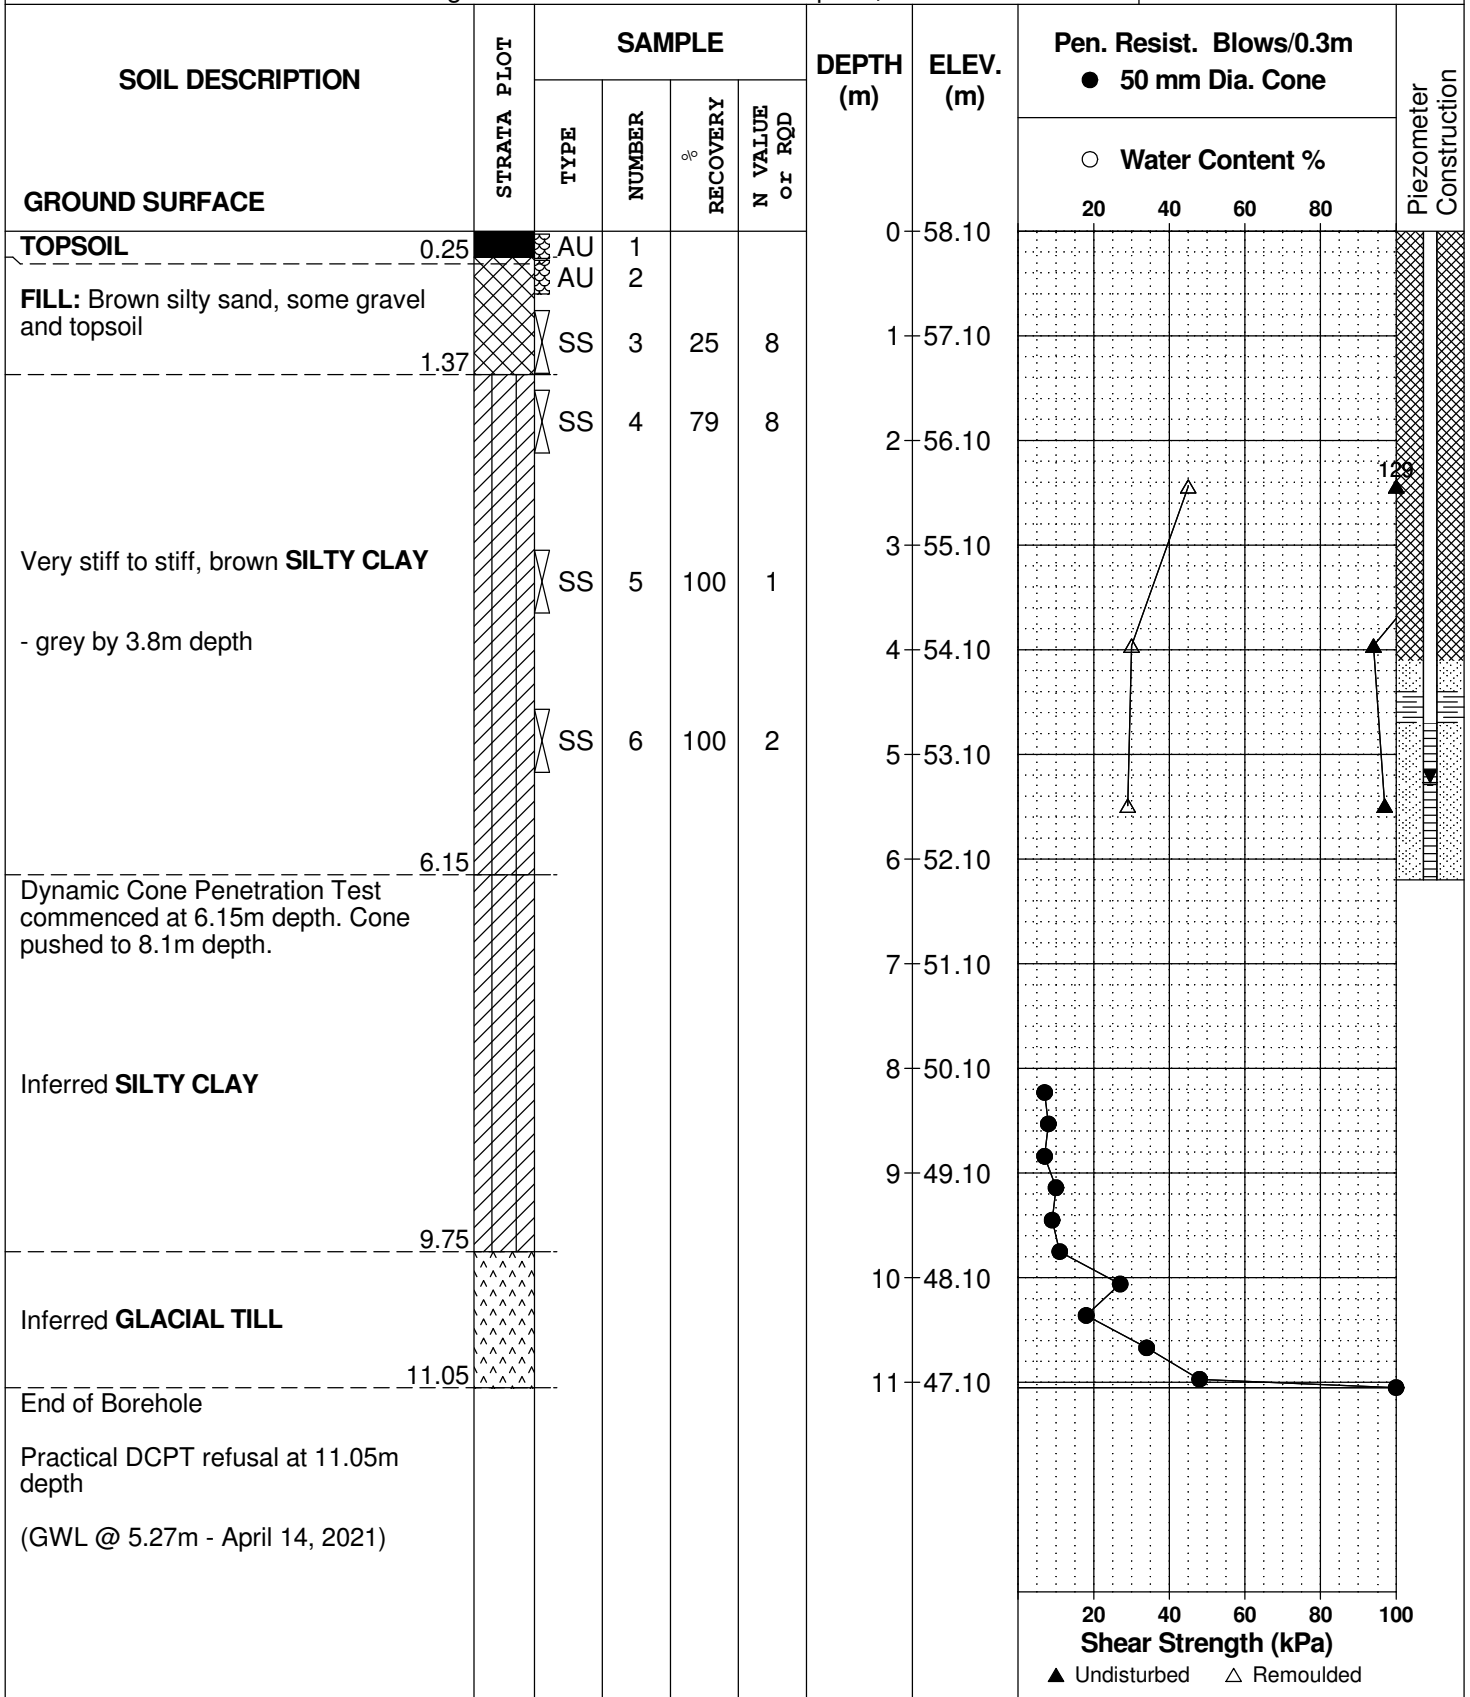 SOIL DESCRIPTION
GROUND SURFACE
STRATA PLOT
SAMPLE
TYPE
NUMBER
% RECOVERY
N VALUE or RQD
DEPTH (m)
ELEV. (m)
Pen. Resist. Blows/0.3m
● 50 mm Dia. Cone
○ Water Content %
20 40 60 80
Piezometer Construction
TOPSOIL 0.25
AU 1
AU 2
FILL: Brown silty sand, some gravel
and topsoil
1.37
SS 3 25 8
SS 4 79 8
Very stiff to stiff, brown SILTY CLAY
SS 5 100 1
- grey by 3.8m depth
SS 6 100 2
6.15
Dynamic Cone Penetration Test
commenced at 6.15m depth. Cone
pushed to 8.1m depth.
Inferred SILTY CLAY
9.75
Inferred GLACIAL TILL
11.05
End of Borehole
Practical DCPT refusal at 11.05m
depth
(GWL @ 5.27m - April 14, 2021)
0 58.10
1 57.10
2 56.10
3 55.10
4 54.10
5 53.10
6 52.10
7 51.10
8 50.10
9 49.10
10 48.10
11 47.10
129
20 40 60 80 100
Shear Strength (kPa)
▲ Undisturbed △ Remoulded